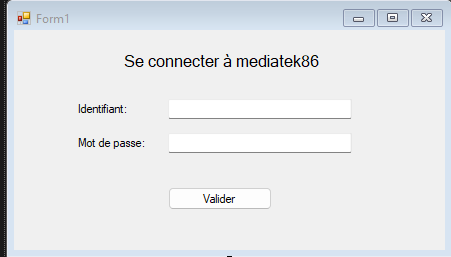 Form1
Se connecter à mediatek86
Identifiant:
Mot de passe:
Valider